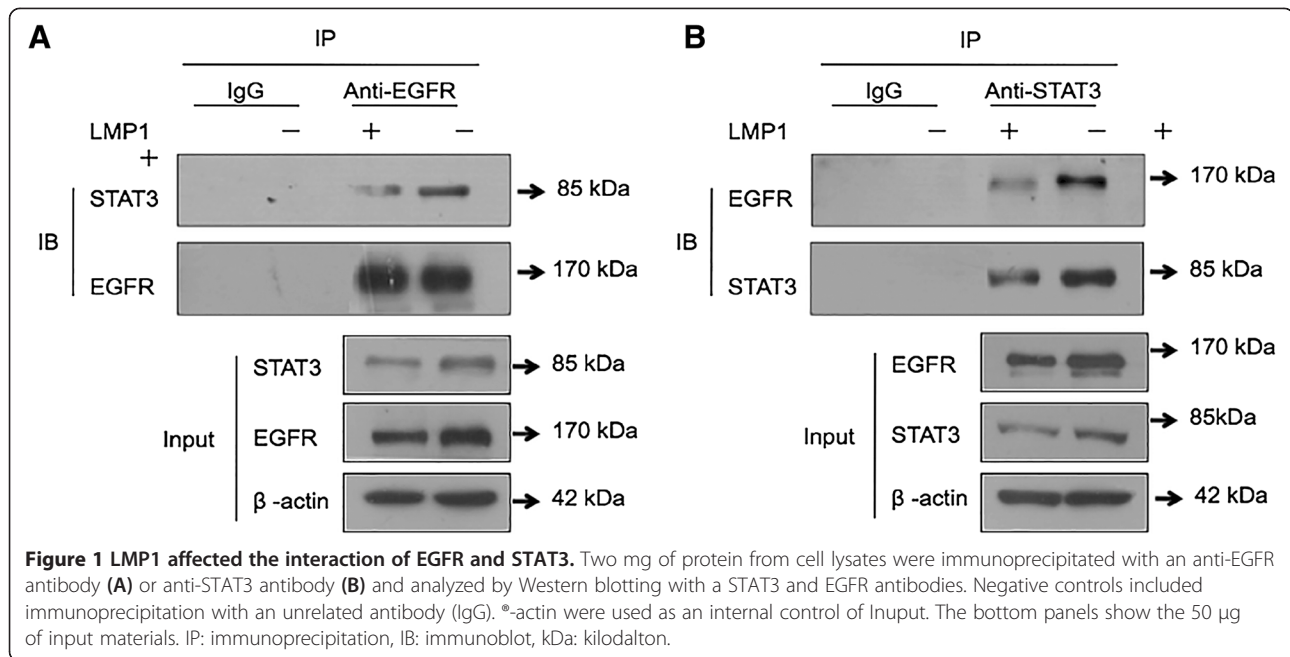 A
IP
IgG Anti-EGFR
LMP1 − + −
+
STAT3 85 kDa
IB
EGFR 170 kDa
STAT3 85 kDa
Input EGFR 170 kDa
β -actin 42 kDa
B
IP
IgG Anti-STAT3
LMP1 − + − +
EGFR 170 kDa
IB
STAT3 85 kDa
EGFR 170 kDa
Input STAT3 85kDa
β -actin 42 kDa
Figure 1 LMP1 affected the interaction of EGFR and STAT3. Two mg of protein from cell lysates were immunoprecipitated with an anti-EGFR
antibody (A) or anti-STAT3 antibody (B) and analyzed by Western blotting with a STAT3 and EGFR antibodies. Negative controls included
immunoprecipitation with an unrelated antibody (IgG). ®-actin were used as an internal control of Inuput. The bottom panels show the 50 μg
of input materials. IP: immunoprecipitation, IB: immunoblot, kDa: kilodalton.